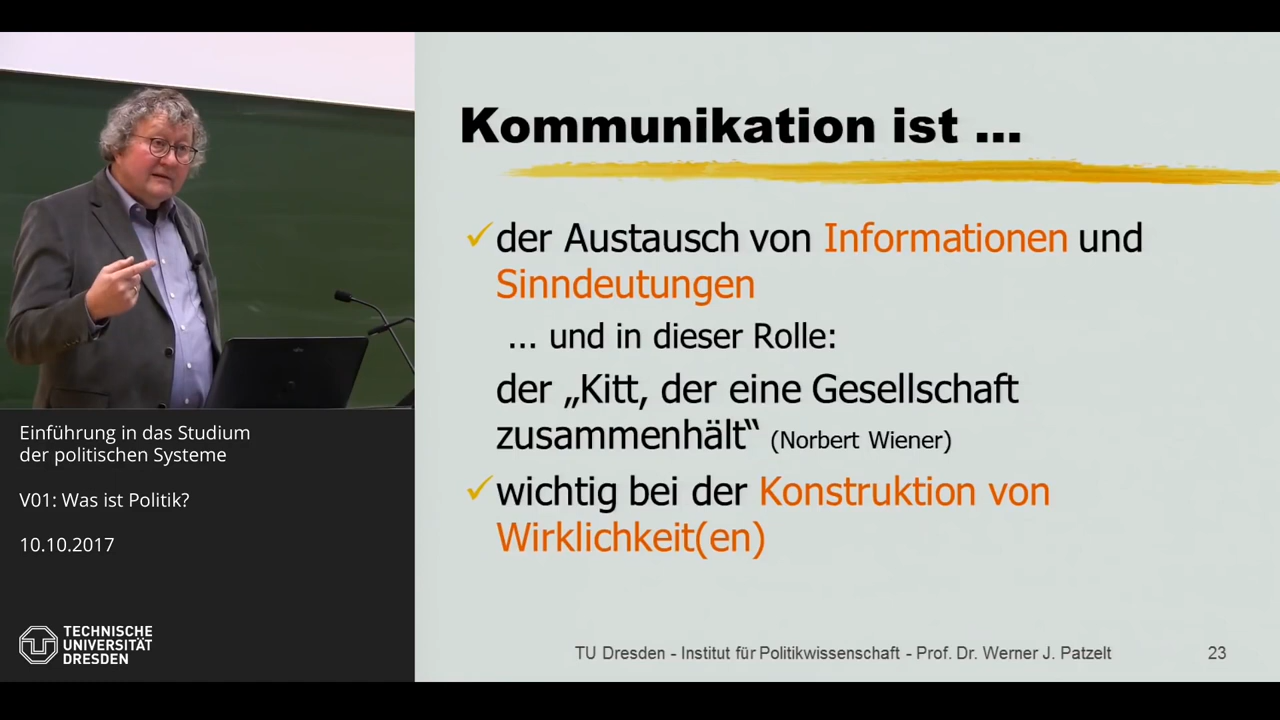 Kommunikation ist ...
der Austausch von Informationen und
Sinndeutungen
... und in dieser Rolle:
der „Kitt, der eine Gesellschaft
zusammenhält“ (Norbert Wiener)
wichtig bei der Konstruktion von
Wirklichkeit(en)
TU Dresden - Institut für Politikwissenschaft - Prof. Dr. Werner J. Patzelt
23
Einführung in das Studium
der politischen Systeme
V01: Was ist Politik?
10.10.2017
TECHNISCHE
UNIVERSITÄT
DRESDEN